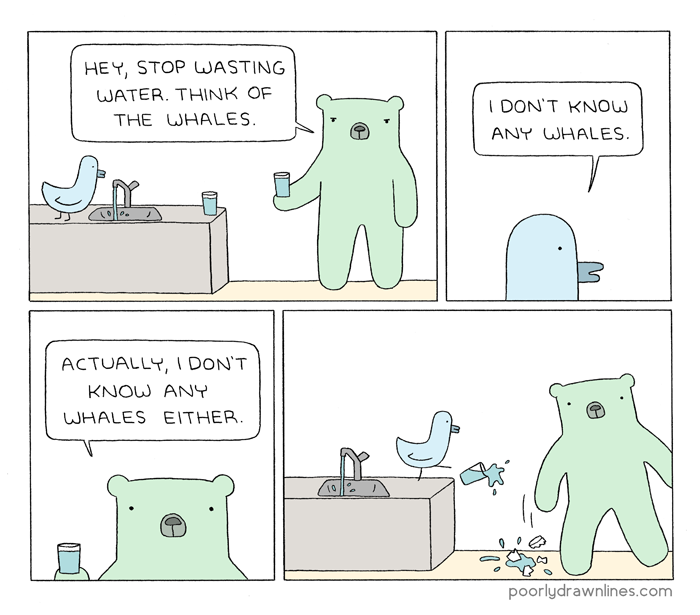 HEY, STOP WASTING
WATER. THINK OF
THE WHALES.
I DON'T KNOW
ANY WHALES.
ACTUALLY, I DON'T
KNOW ANY
WHALES EITHER.
poorlydrawnlines.com